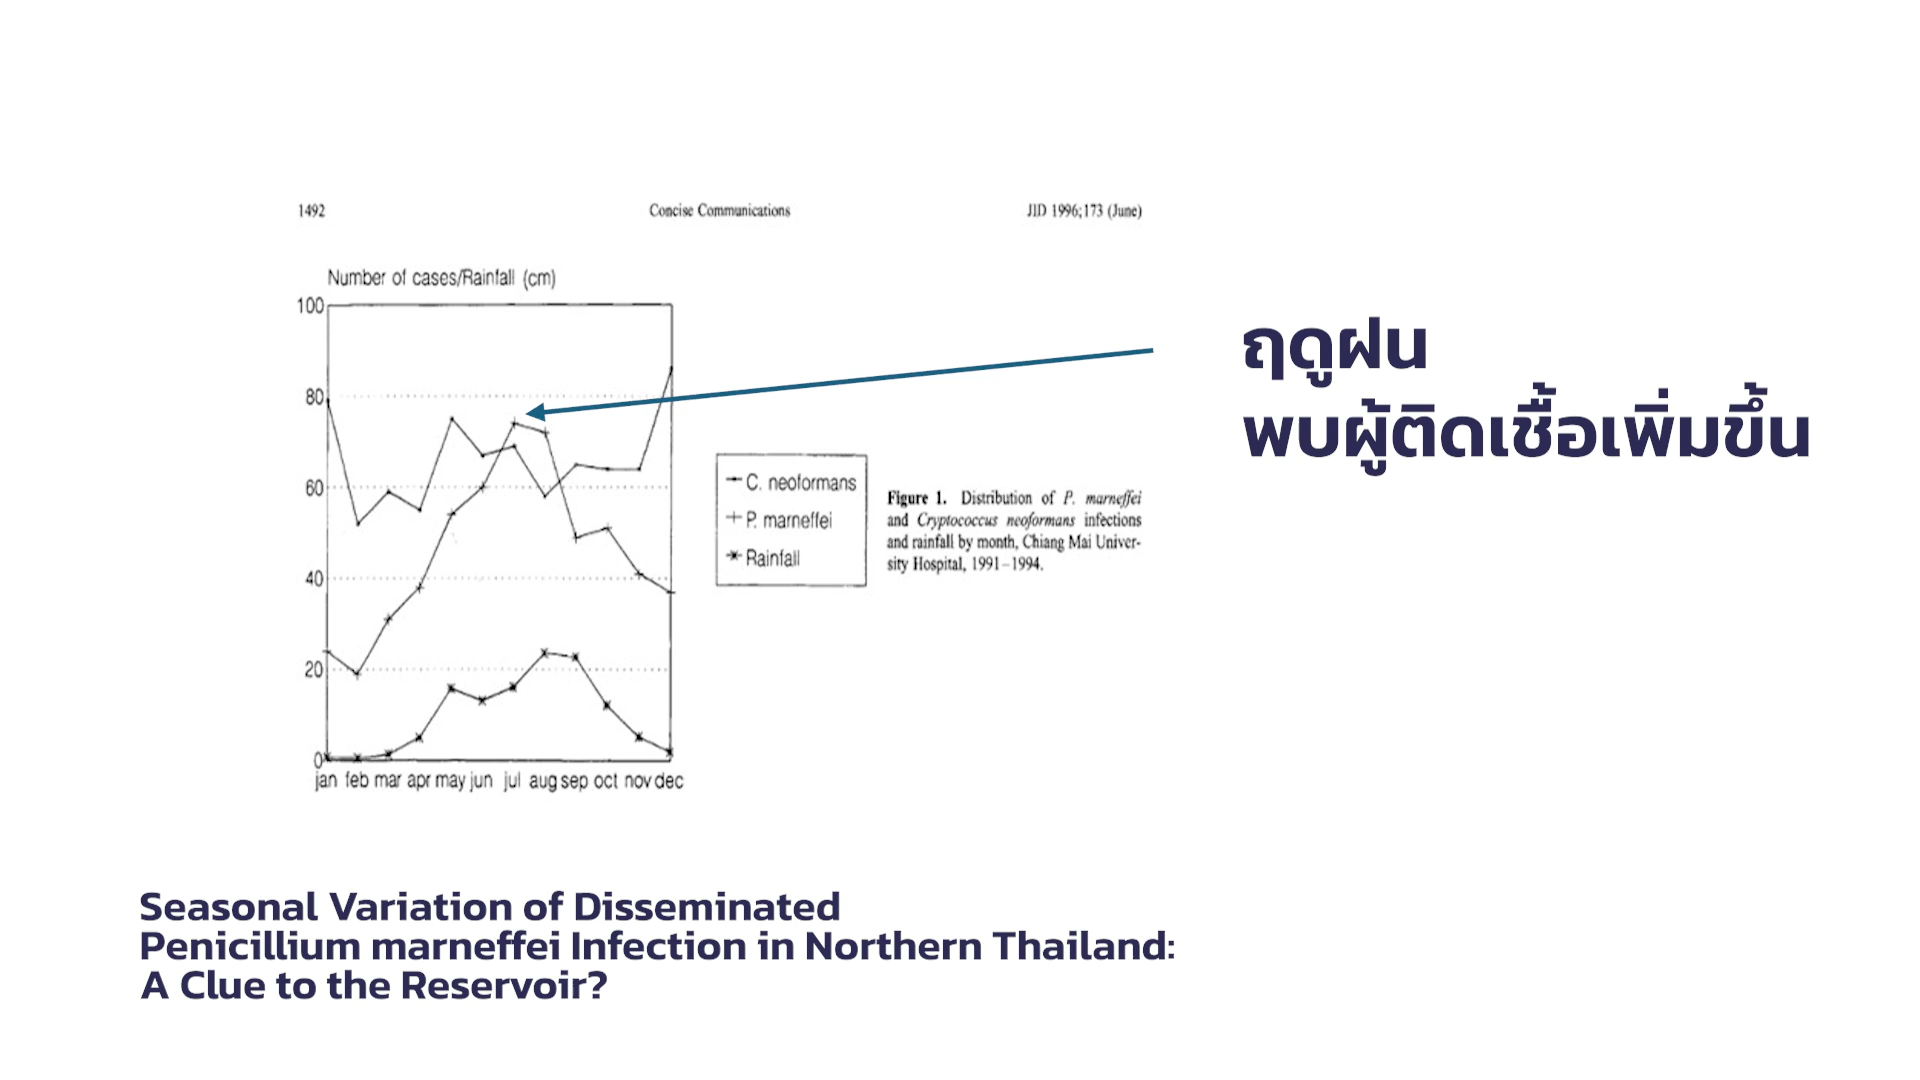 1492 Concise Communications JID 1996;173 (June)
Number of cases/Rainfall (cm)
100
80
60
40
20
0
jan feb mar apr may jun jul aug sep oct nov dec
C. neoformans
P. marneffei
Rainfall
Figure 1. Distribution of P. marneffei
and Cryptococcus neoformans infections
and rainfall by month, Chiang Mai Univer-
sity Hospital, 1991–1994.
ฤดูฝน
พบผู้ติดเชื้อเพิ่มขึ้น
Seasonal Variation of Disseminated
Penicillium marneffei Infection in Northern Thailand:
A Clue to the Reservoir?